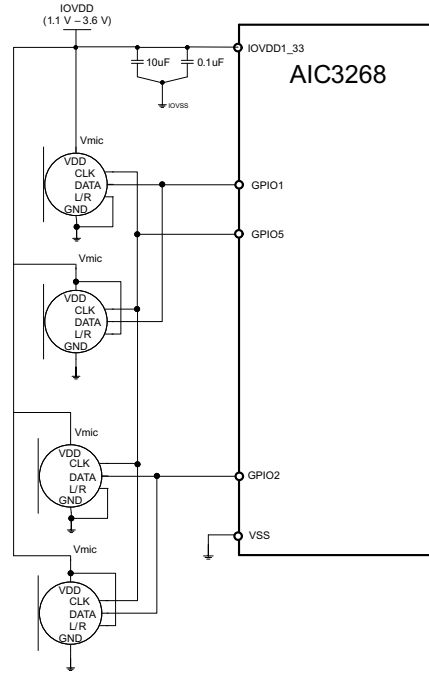 IOVDD
(1.1 V – 3.6 V)
10uF
0.1uF
IOVSS
IOVDD1_33
AIC3268
Vmic
VDD
CLK
DATA
L/R
GND
GPIO1
GPIO5
Vmic
VDD
CLK
DATA
L/R
GND
Vmic
VDD
CLK
DATA
L/R
GND
GPIO2
VSS
Vmic
VDD
CLK
DATA
L/R
GND